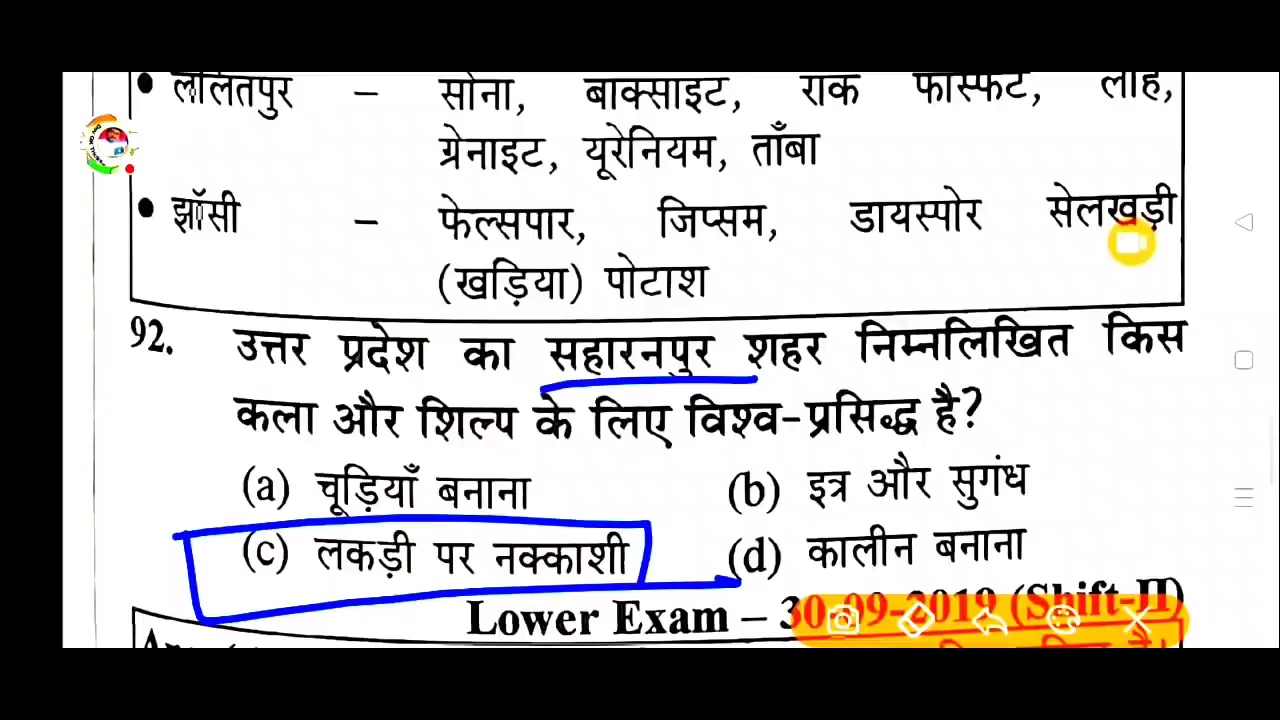 • ललितपुर – सोना, बाक्साइट, राक फास्फेट, लौह,
ग्रेनाइट, यूरेनियम, ताँबा
• झाँसी – फेल्सपार, जिप्सम, डायस्पोर सेलखड़ी
(खड़िया) पोटाश
92. उत्तर प्रदेश का सहारनपुर शहर निम्नलिखित किस
कला और शिल्प के लिए विश्व-प्रसिद्ध है?
(a) चूड़ियाँ बनाना (b) इत्र और सुगंध
(c) लकड़ी पर नक्काशी (d) कालीन बनाना
Lower Exam – 30-09-2019 (Shift-II)